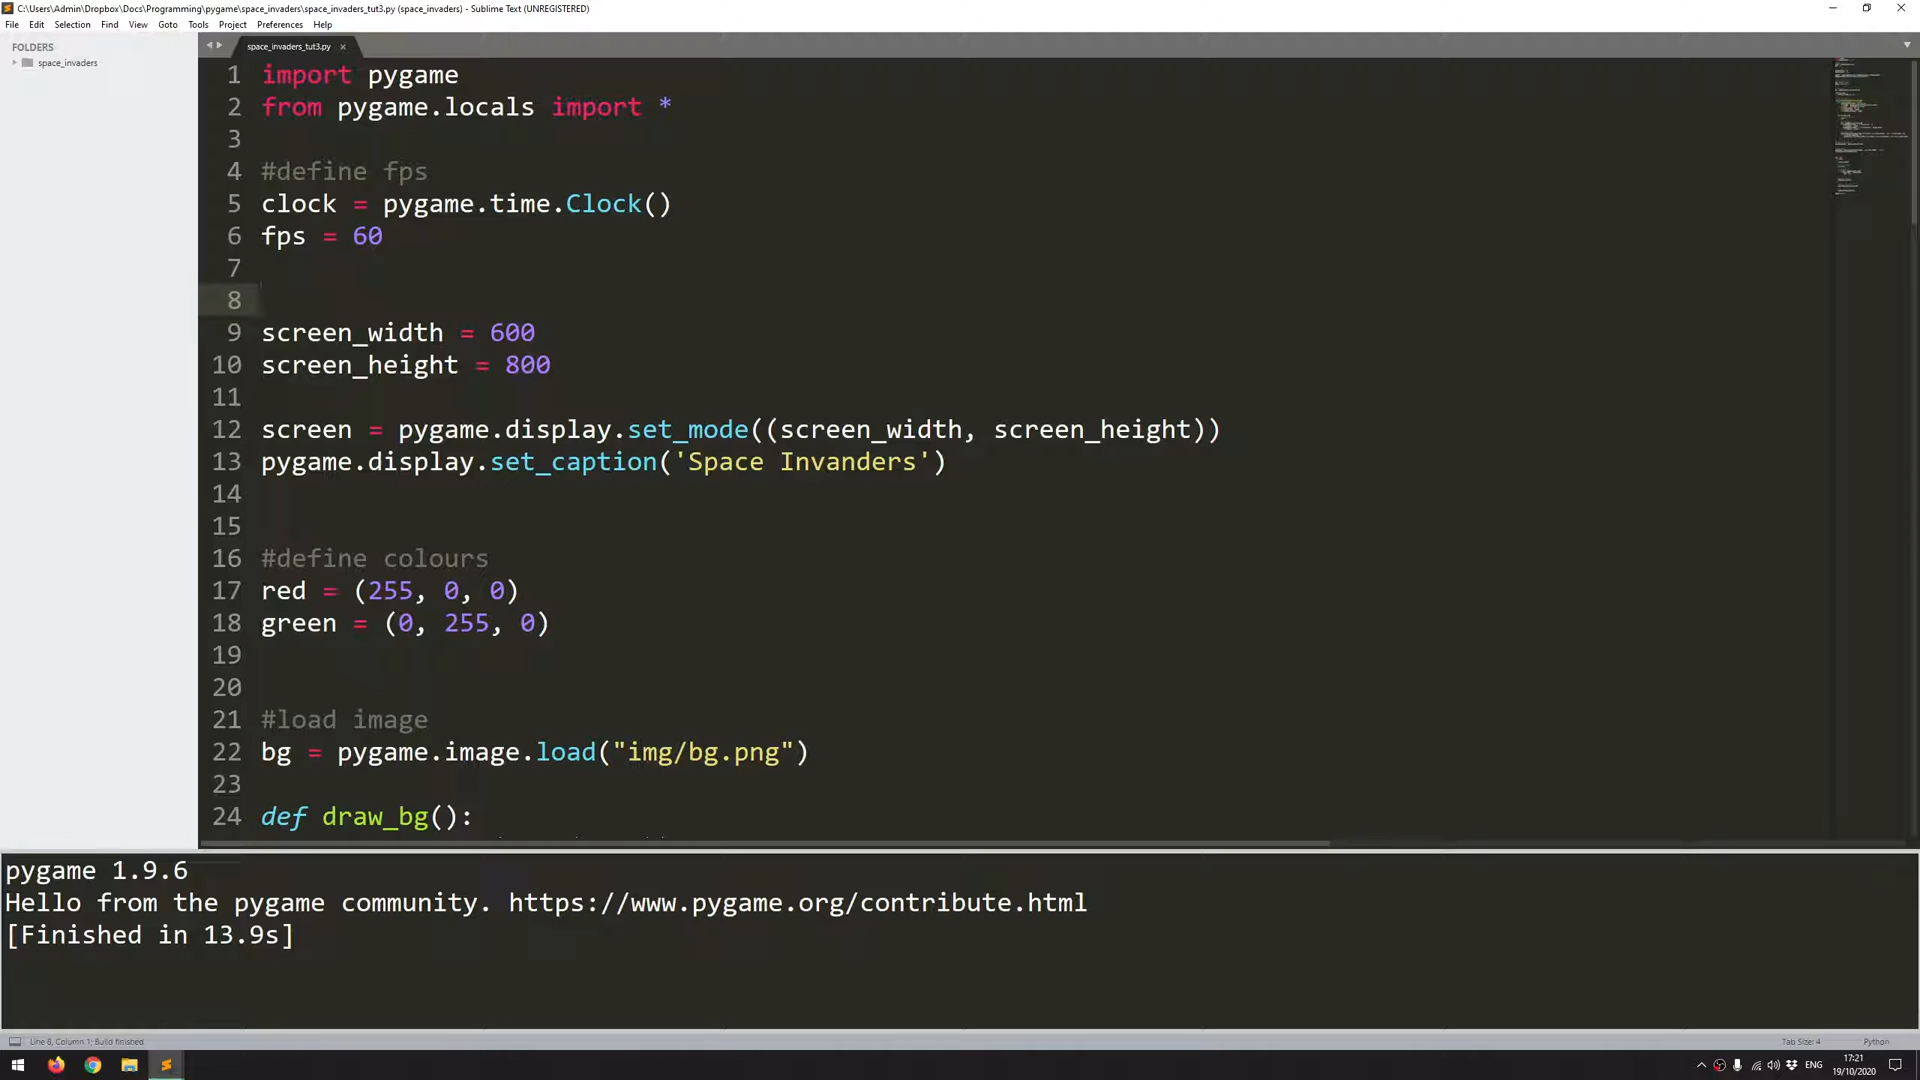 C:\Users\Admin\Dropbox\Docs\Programming\pygame\space_invaders\space_invaders_tut3.py (space_invaders) - Sublime Text (UNREGISTERED)
File Edit Selection Find View Goto Tools Project Preferences Help
FOLDERS
space_invaders
space_invaders_tut3.py
1 import pygame
2 from pygame.locals import *
3
4 #define fps
5 clock = pygame.time.Clock()
6 fps = 60
7
8
9 screen_width = 600
10 screen_height = 800
11
12 screen = pygame.display.set_mode((screen_width, screen_height))
13 pygame.display.set_caption('Space Invanders')
14
15
16 #define colours
17 red = (255, 0, 0)
18 green = (0, 255, 0)
19
20
21 #load image
22 bg = pygame.image.load("img/bg.png")
23
24 def draw_bg():
pygame 1.9.6
Hello from the pygame community. https://www.pygame.org/contribute.html
[Finished in 13.9s]
Line 8, Column 1; Build finished
Tab Size: 4
Python
ENG
17:21
19/10/2020